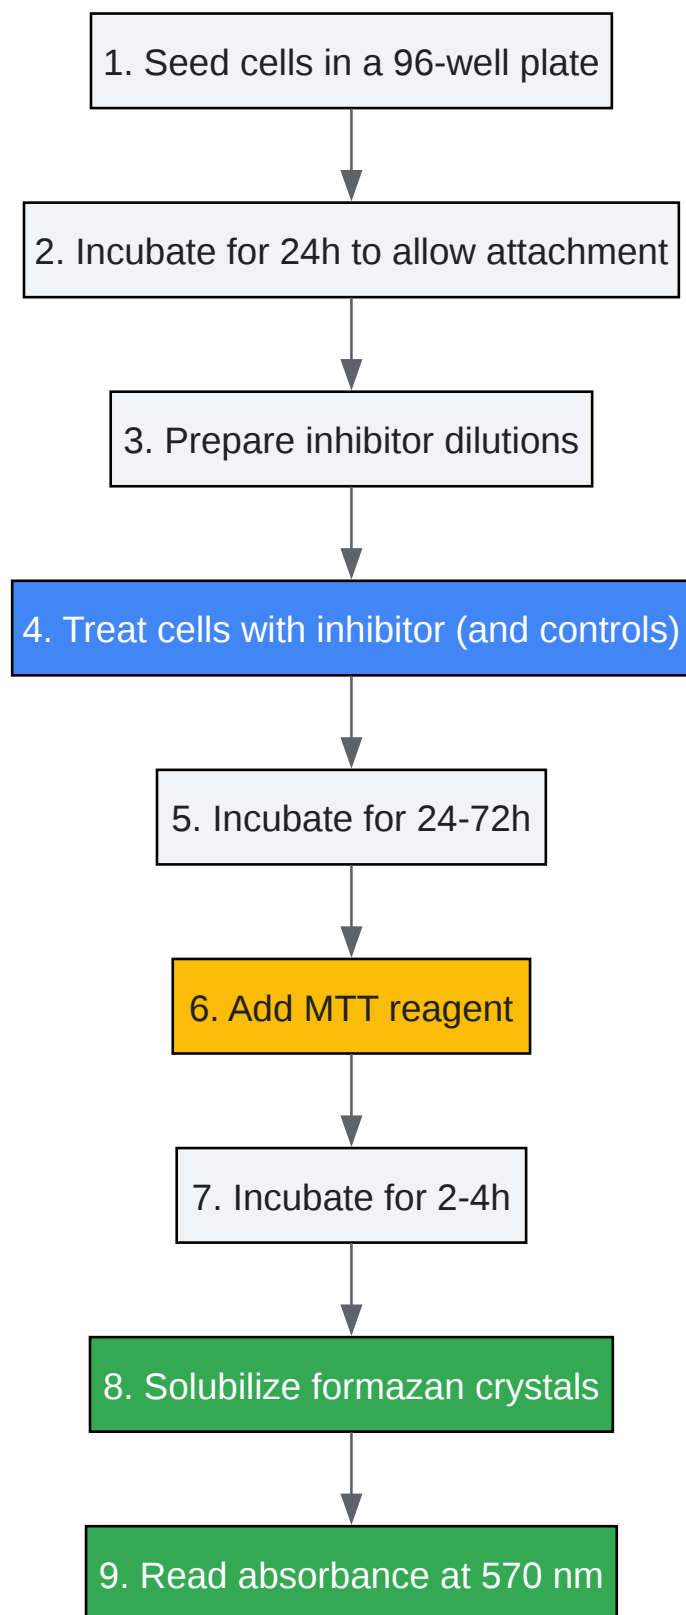 1. Seed cells in a 96-well plate
2. Incubate for 24h to allow attachment
3. Prepare inhibitor dilutions
4. Treat cells with inhibitor (and controls)
5. Incubate for 24-72h
6. Add MTT reagent
7. Incubate for 2-4h
8. Solubilize formazan crystals
9. Read absorbance at 570 nm